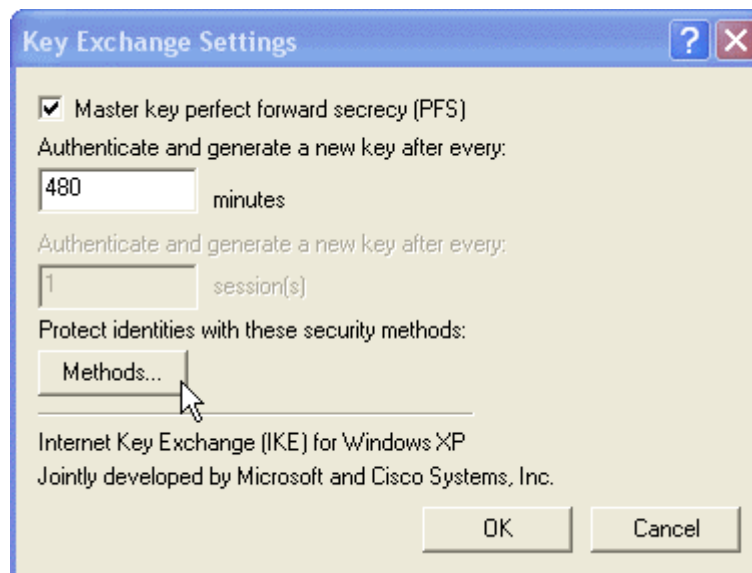 Key Exchange Settings
Master key perfect forward secrecy (PFS)
Authenticate and generate a new key after every:
480 minutes
Authenticate and generate a new key after every:
1 session(s)
Protect identities with these security methods:
Methods...
Internet Key Exchange (IKE) for Windows XP
Jointly developed by Microsoft and Cisco Systems, Inc.
OK Cancel